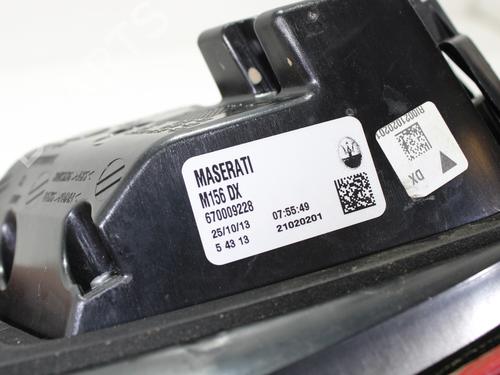 MASERATI
M156 DX
670009228
25/10/13 07:55:49
5 43 13 21020201
DX